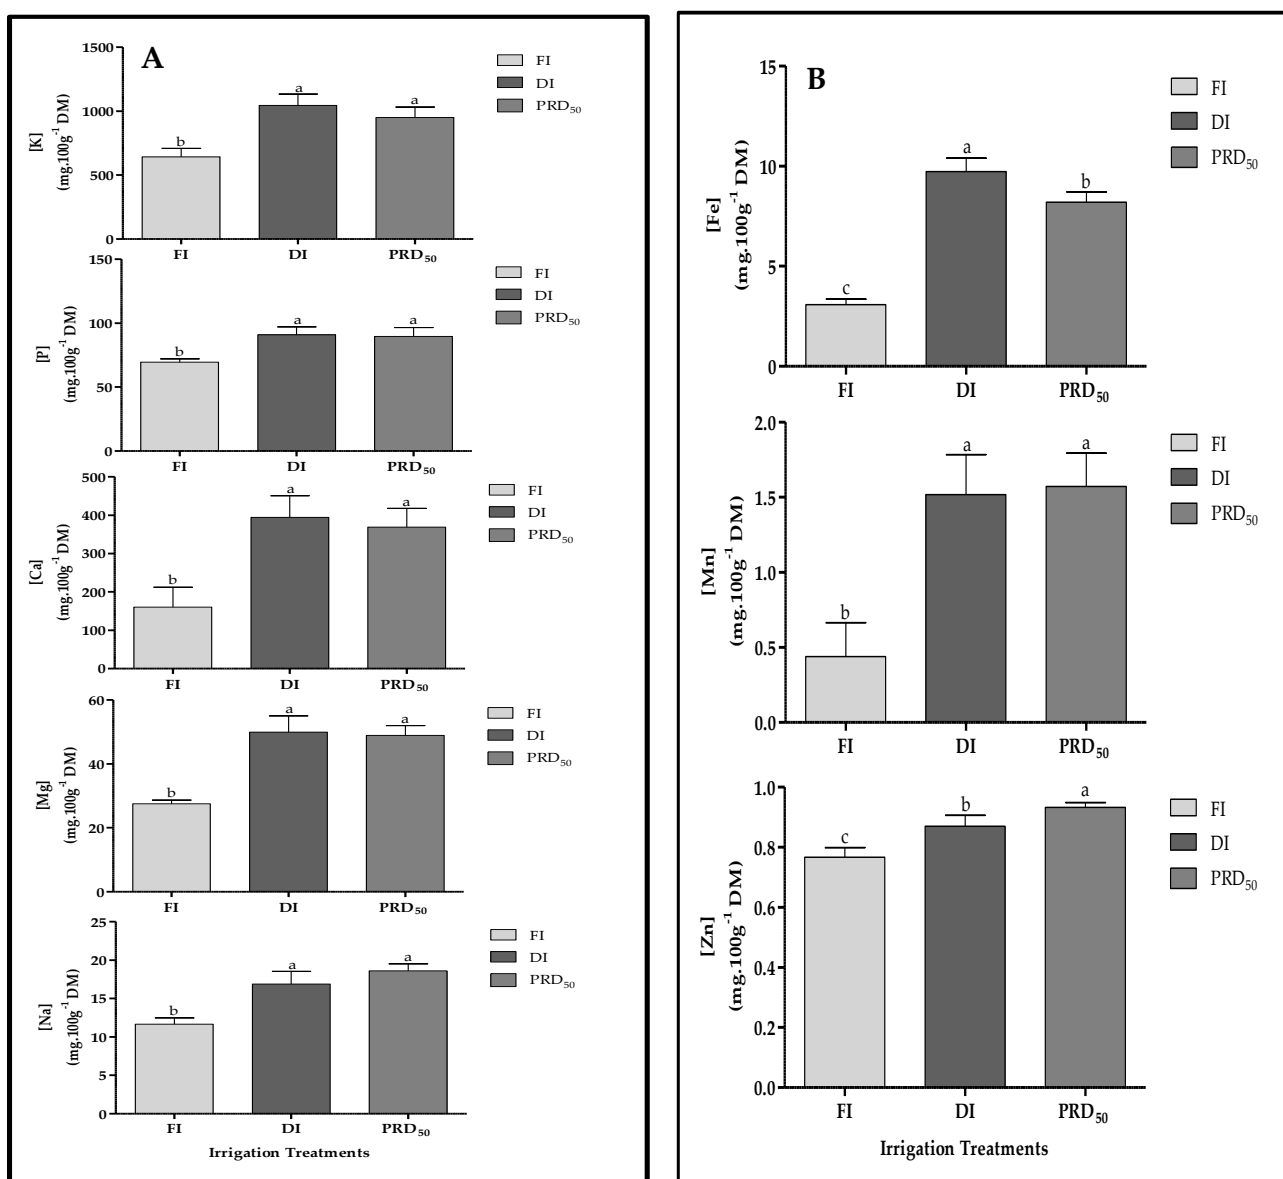 A
1500
1000
500
0
[K]
(mg.100g⁻¹ DM)
b
a
a
FI
DI
PRD₅₀
FI
DI
PRD₅₀
150
100
50
0
[P]
(mg.100g⁻¹ DM)
b
a
a
FI
DI
PRD₅₀
FI
DI
PRD₅₀
500
400
300
200
100
0
[Ca]
(mg.100g⁻¹ DM)
b
a
a
FI
DI
PRD₅₀
FI
DI
PRD₅₀
60
40
20
0
[Mg]
(mg.100g⁻¹ DM)
b
a
a
FI
DI
PRD₅₀
FI
DI
PRD₅₀
25
20
15
10
5
0
[Na]
(mg.100g⁻¹ DM)
b
a
a
FI
DI
PRD₅₀
FI
DI
PRD₅₀
Irrigation Treatments
B
15
10
5
0
[Fe]
(mg.100g⁻¹ DM)
c
a
b
FI
DI
PRD₅₀
FI
DI
PRD₅₀
2.0
1.5
1.0
0.5
0.0
[Mn]
(mg.100g⁻¹ DM)
b
a
a
FI
DI
PRD₅₀
FI
DI
PRD₅₀
1.0
0.8
0.6
0.4
0.2
0.0
[Zn]
(mg.100g⁻¹ DM)
c
b
a
FI
DI
PRD₅₀
FI
DI
PRD₅₀
Irrigation Treatments